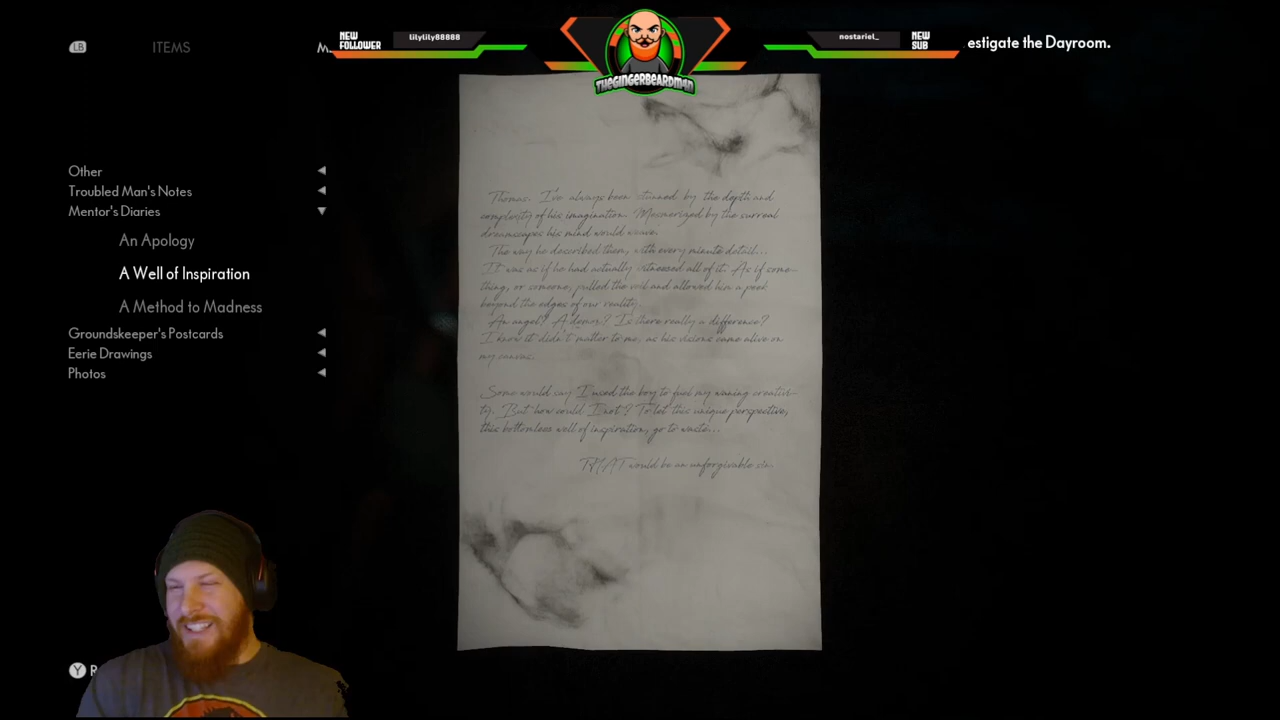 LB
ITEMS
M..
NEW
FOLLOWER
lilylily88888
THEGINGERBEARDM4N
nostariel_
NEW
SUB
estigate the Dayroom.
Other
Troubled Man's Notes
Mentor's Diaries
An Apology
A Well of Inspiration
A Method to Madness
Groundskeeper's Postcards
Eerie Drawings
Photos
Thomas. I've always been stunned by the depth and
complexity of his imagination. Mesmerized by the surreal
dreamscapes his mind would weave.
The way he described them, with every minute detail...
It was as if he had actually witnessed all of it. As if some-
thing, or someone, pulled the veil and allowed him a peek
beyond the edges of our reality.
An angel? A demon? Is there really a difference?
I know it didn't matter to me, as his visions came alive on
my canvas.
Some would say I used the boy to fuel my waning creativi-
ty. But how could I not? To let this unique perspective,
this bottomless well of inspiration, go to waste...
THAT would be an unforgivable sin.
Y R